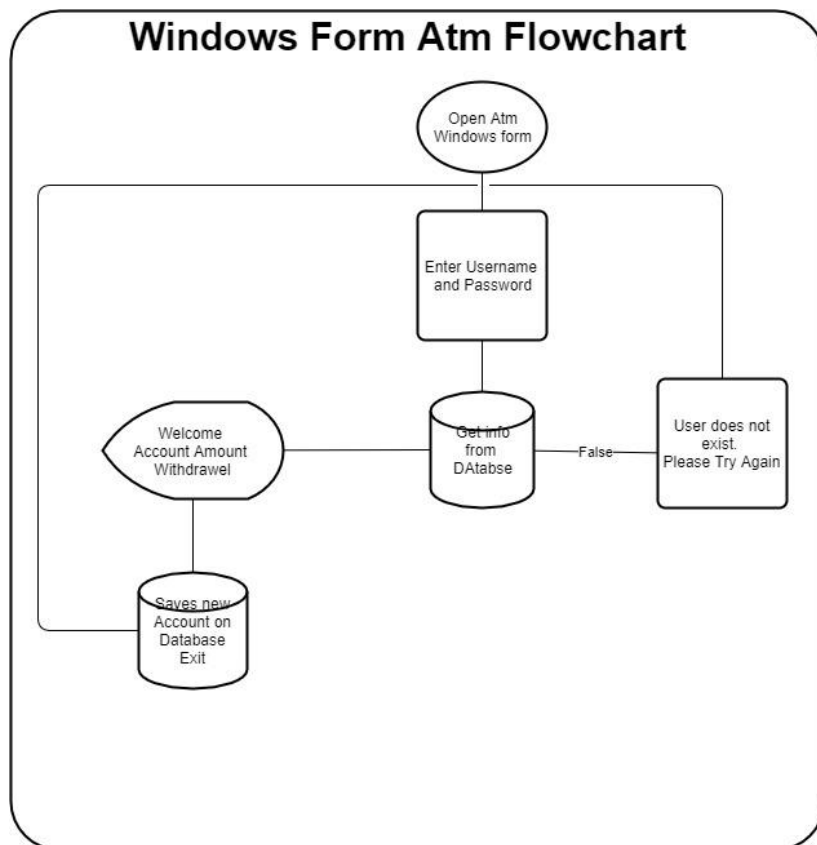 Windows Form Atm Flowchart
Open Atm
Windows form
Enter Username
and Password
Welcome
Account Amount
Withdrawel
Get info
from
DAtabse
False
User does not
exist.
Please Try Again
Saves new
Account on
Database
Exit